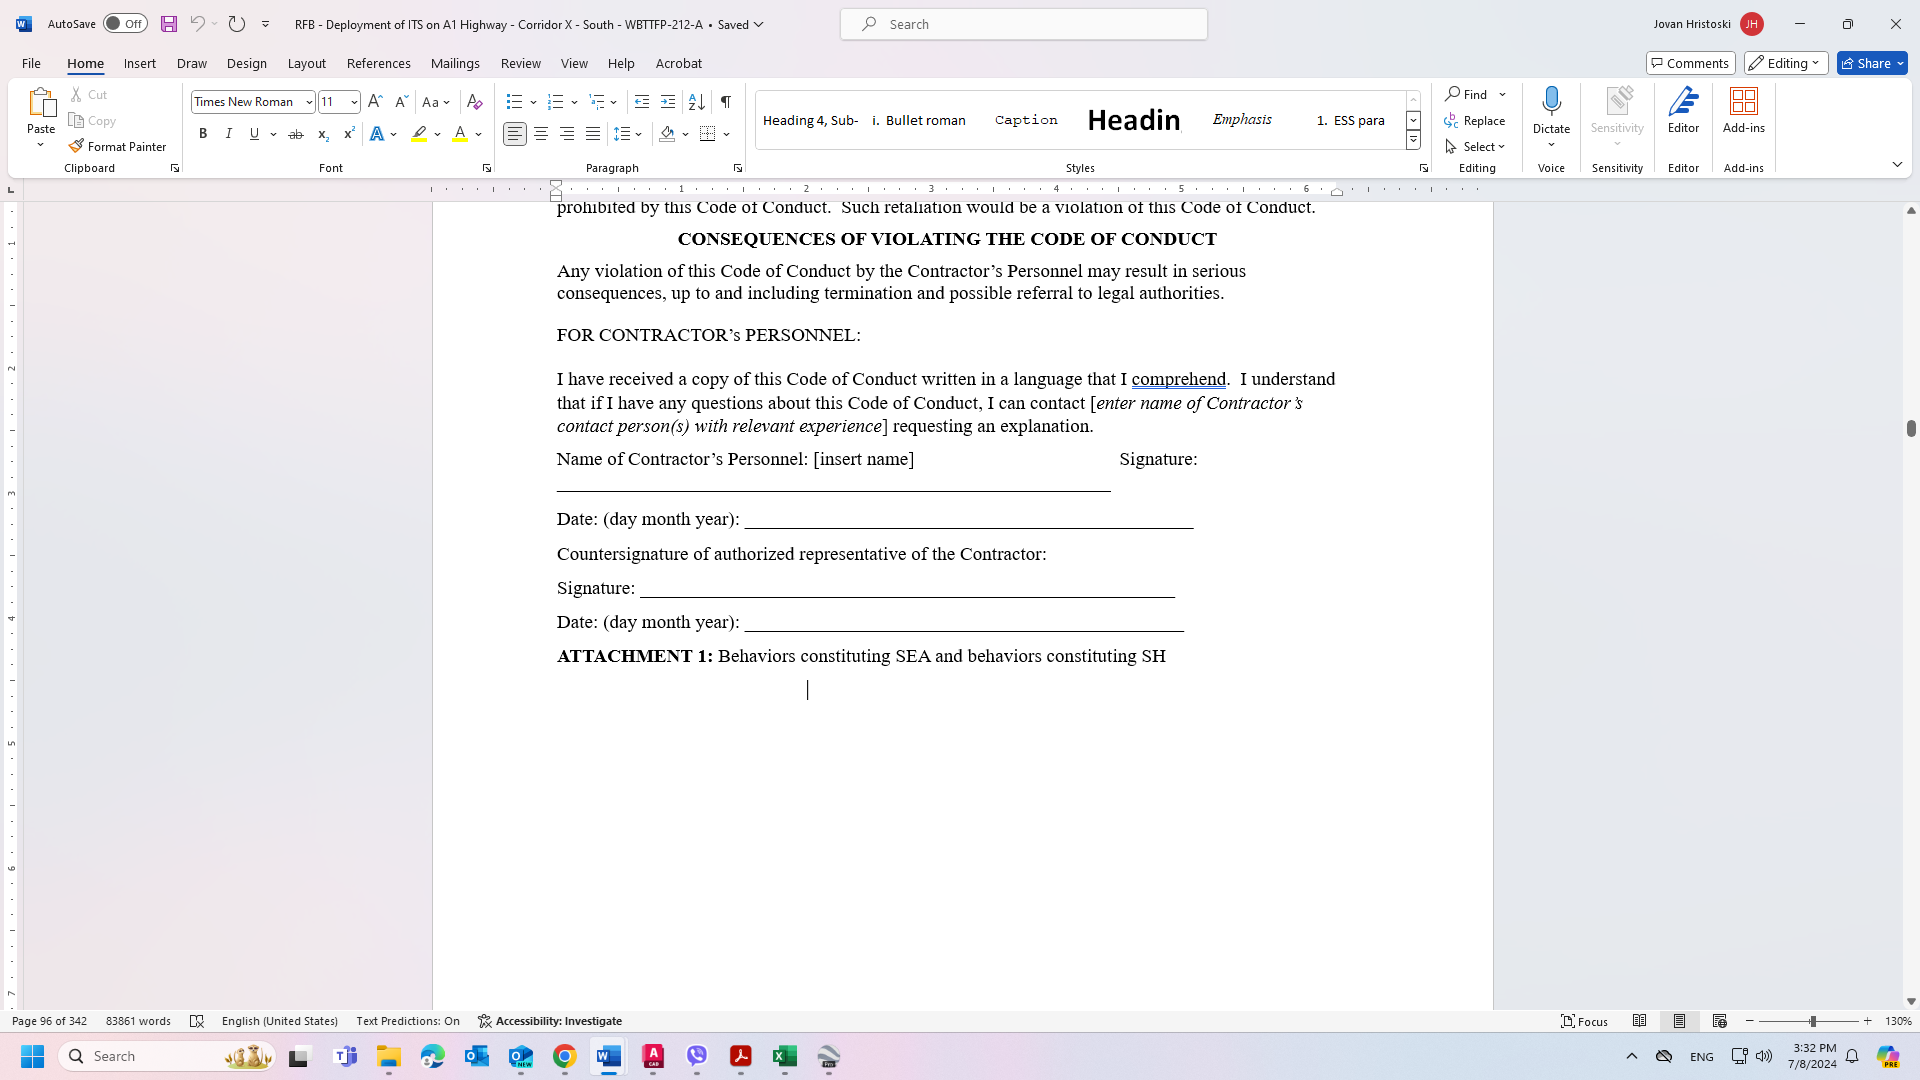 AutoSave Off RFB - Deployment of ITS on A1 Highway - Corridor X - South - WBTTFP-212-A • Saved Search Jovan Hristoski JH
File Home Insert Draw Design Layout References Mailings Review View Help Acrobat Comments Editing Share
Paste Cut Copy Format Painter Clipboard
Times New Roman 11 Aa Font
Paragraph
Heading 4, Sub- i. Bullet roman Caption Headin Emphasis 1. ESS para Styles
Find Replace Select Editing
Dictate Voice Sensitivity Sensitivity Editor Editor Add-ins Add-ins
1 2 3 4 5 6
prohibited by this Code of Conduct. Such retaliation would be a violation of this Code of Conduct.
CONSEQUENCES OF VIOLATING THE CODE OF CONDUCT
Any violation of this Code of Conduct by the Contractor’s Personnel may result in serious
consequences, up to and including termination and possible referral to legal authorities.
FOR CONTRACTOR’s PERSONNEL:
I have received a copy of this Code of Conduct written in a language that I comprehend. I understand
that if I have any questions about this Code of Conduct, I can contact [enter name of Contractor’s
contact person(s) with relevant experience] requesting an explanation.
Name of Contractor’s Personnel: [insert name] Signature:
Date: (day month year):
Countersignature of authorized representative of the Contractor:
Signature:
Date: (day month year):
ATTACHMENT 1: Behaviors constituting SEA and behaviors constituting SH
Page 96 of 342 83861 words English (United States) Text Predictions: On Accessibility: Investigate Focus 130%
Search ENG 3:32 PM
7/8/2024